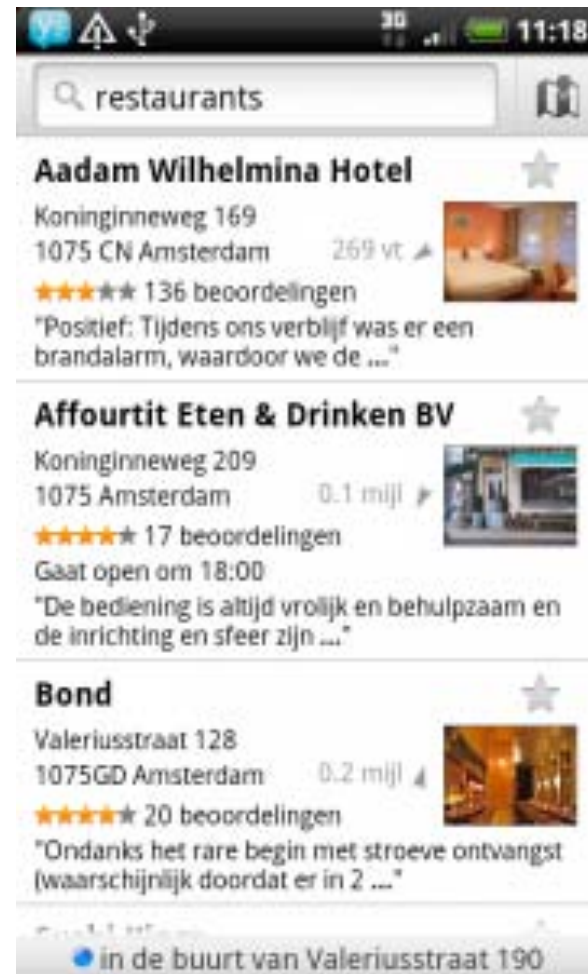 3G 11:18
restaurants
Aadam Wilhelmina Hotel
Koninginneweg 169
1075 CN Amsterdam 269 vt
136 beoordelingen
"Positief: Tijdens ons verblijf was er een
brandalarm, waardoor we de ..."
Affourtit Eten & Drinken BV
Koninginneweg 209
1075 Amsterdam 0.1 mijl
17 beoordelingen
Gaat open om 18:00
"De bediening is altijd vrolijk en behulpzaam en
de inrichting en sfeer zijn ..."
Bond
Valeriusstraat 128
1075GD Amsterdam 0.2 mijl
20 beoordelingen
"Ondanks het rare begin met stroeve ontvangst
(waarschijnlijk doordat er in 2 ..."
in de buurt van Valeriusstraat 190